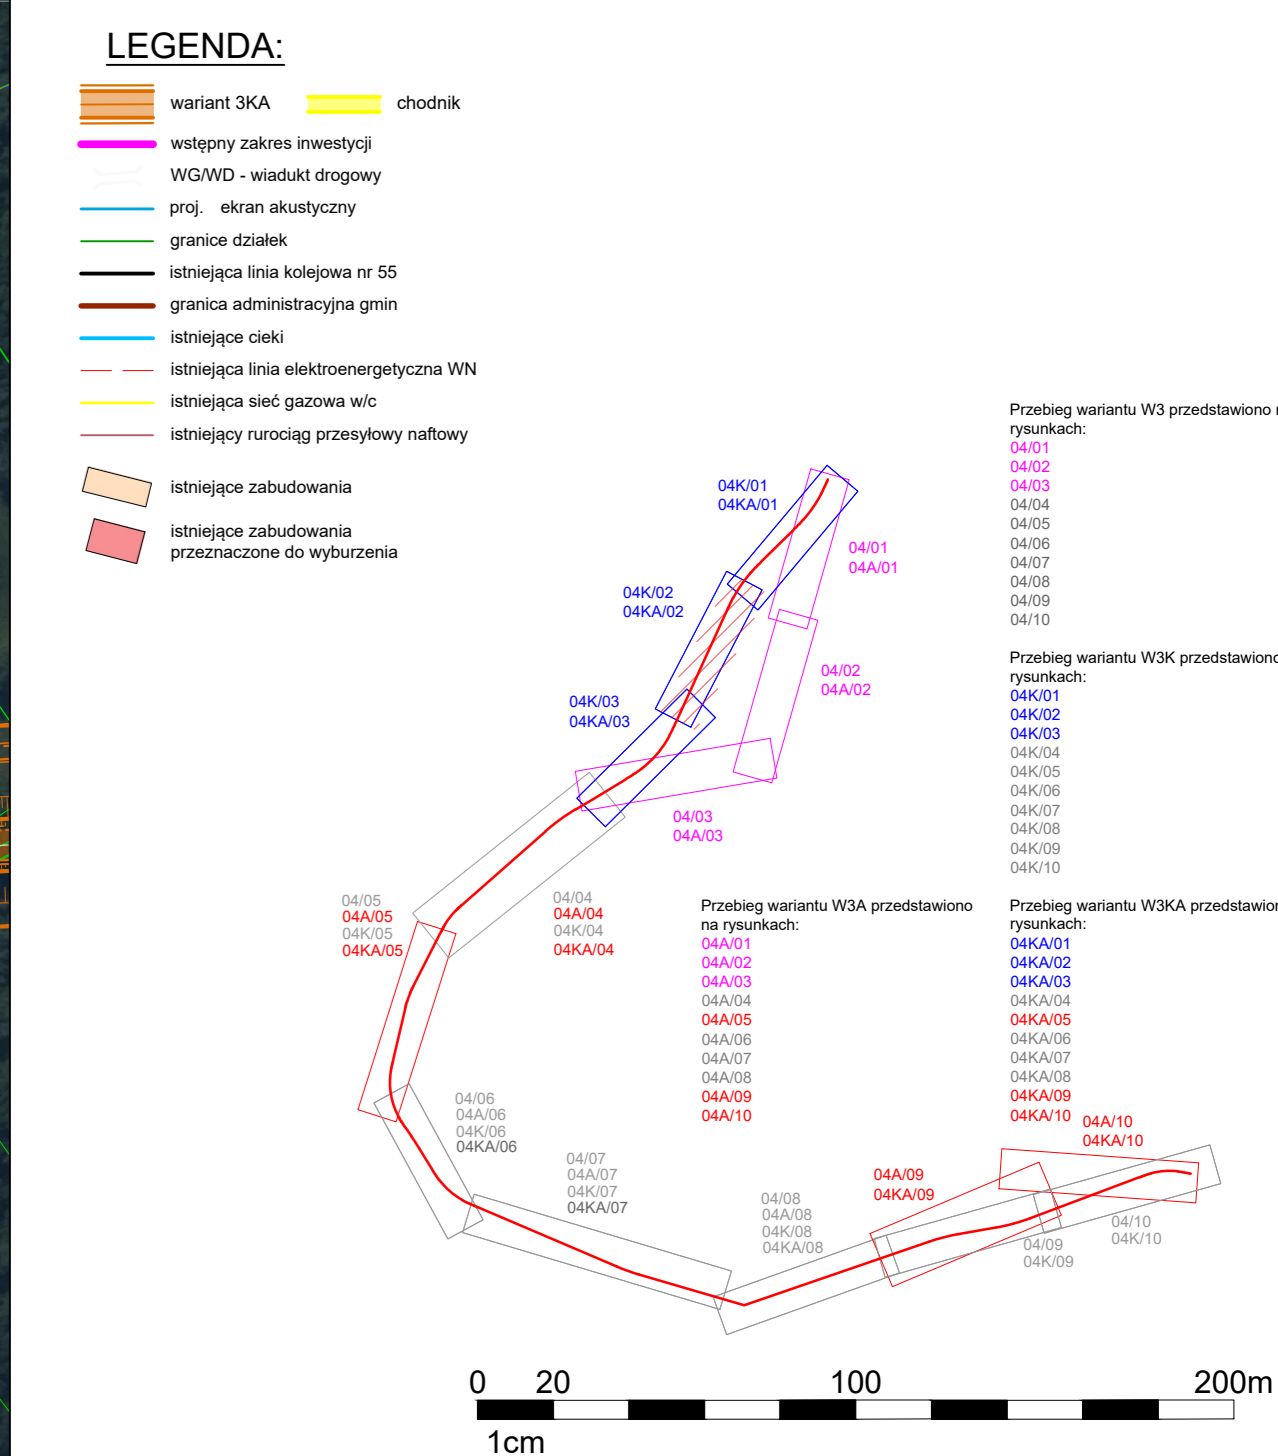 LEGENDA:
wariant 3KA
chodnik
wstępny zakres inwestycji
WG/WD - wiadukt drogowy
proj. ekran akustyczny
granice działek
istniejąca linia kolejowa nr 55
granica administracyjna gmin
istniejące cieki
istniejąca linia elektroenergetyczna WN
istniejąca sieć gazowa w/c
istniejący rurociąg przesyłowy naftowy
istniejące zabudowania
istniejące zabudowania
przeznaczone do wyburzenia
04K/01
04KA/01
04/01
04A/01
04K/02
04KA/02
04/02
04A/02
04K/03
04KA/03
04/03
04A/03
04/05
04A/05
04K/05
04KA/05
04/04
04A/04
04K/04
04KA/04
04/06
04A/06
04K/06
04KA/06
04/07
04A/07
04K/07
04KA/07
04/08
04A/08
04K/08
04KA/08
04A/09
04KA/09
04/09
04K/09
04A/10
04KA/10
04/10
04K/10
Przebieg wariantu W3 przedstawiono
rysunkach:
04/01
04/02
04/03
04/04
04/05
04/06
04/07
04/08
04/09
04/10
Przebieg wariantu W3K przedstawiono
rysunkach:
04K/01
04K/02
04K/03
04K/04
04K/05
04K/06
04K/07
04K/08
04K/09
04K/10
Przebieg wariantu W3A przedstawiono
na rysunkach:
04A/01
04A/02
04A/03
04A/04
04A/05
04A/06
04A/07
04A/08
04A/09
04A/10
Przebieg wariantu W3KA
rysunkach:
04KA/01
04KA/02
04KA/03
04KA/04
04KA/05
04KA/06
04KA/07
04KA/08
04KA/09
04KA/10
0 20 100 200m
1cm